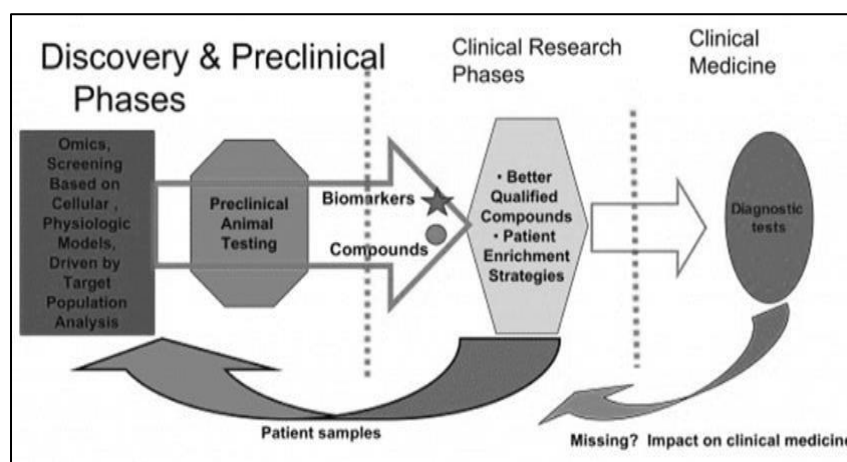 Discovery & Preclinical
Phases
Clinical Research
Phases
Clinical
Medicine
Omics,
Screening
Based on
Cellular ,
Physiologic
Models,
Driven by
Target
Population
Analysis
Preclinical
Animal
Testing
Biomarkers
Compounds
• Better
Qualified
Compounds
• Patient
Enrichment
Strategies
Diagnostic
tests
Patient samples
Missing? Impact on clinical medicine